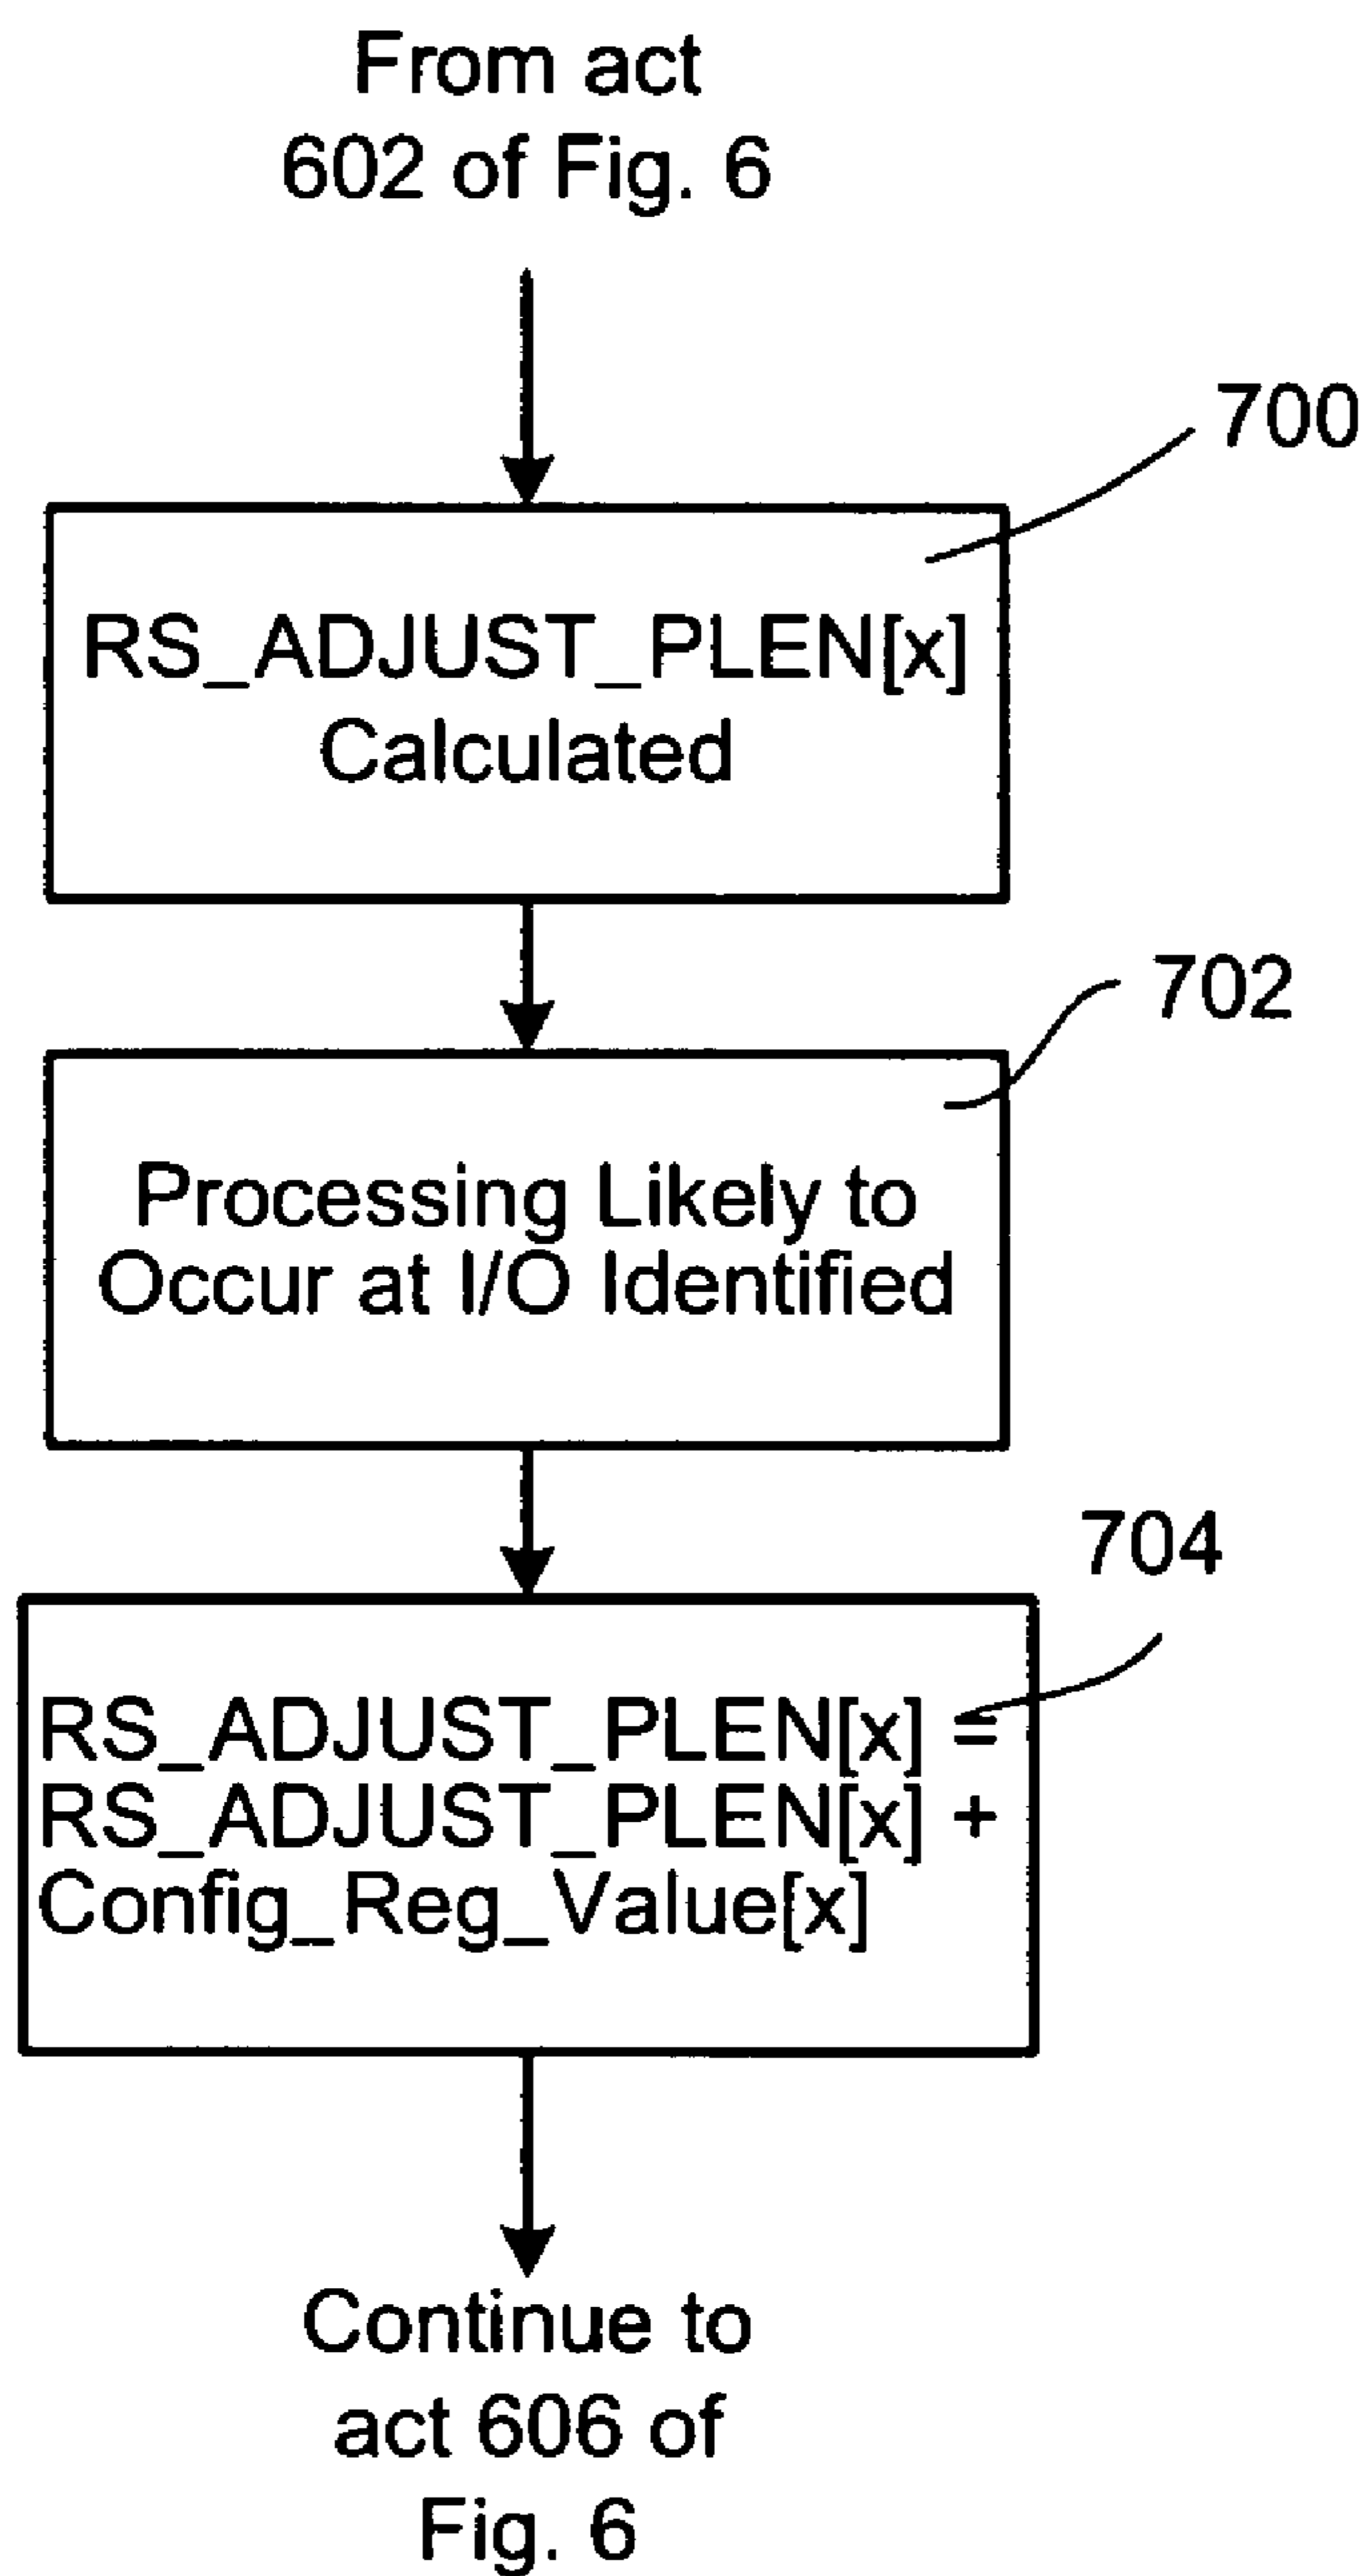 From act
602 of Fig. 6
700
RS_ADJUST_PLEN[x]
Calculated
702
Processing Likely to
Occur at I/O Identified
704
RS_ADJUST_PLEN[x] =
RS_ADJUST_PLEN[x] +
Config_Reg_Value[x]
Continue to
act 606 of
Fig. 6